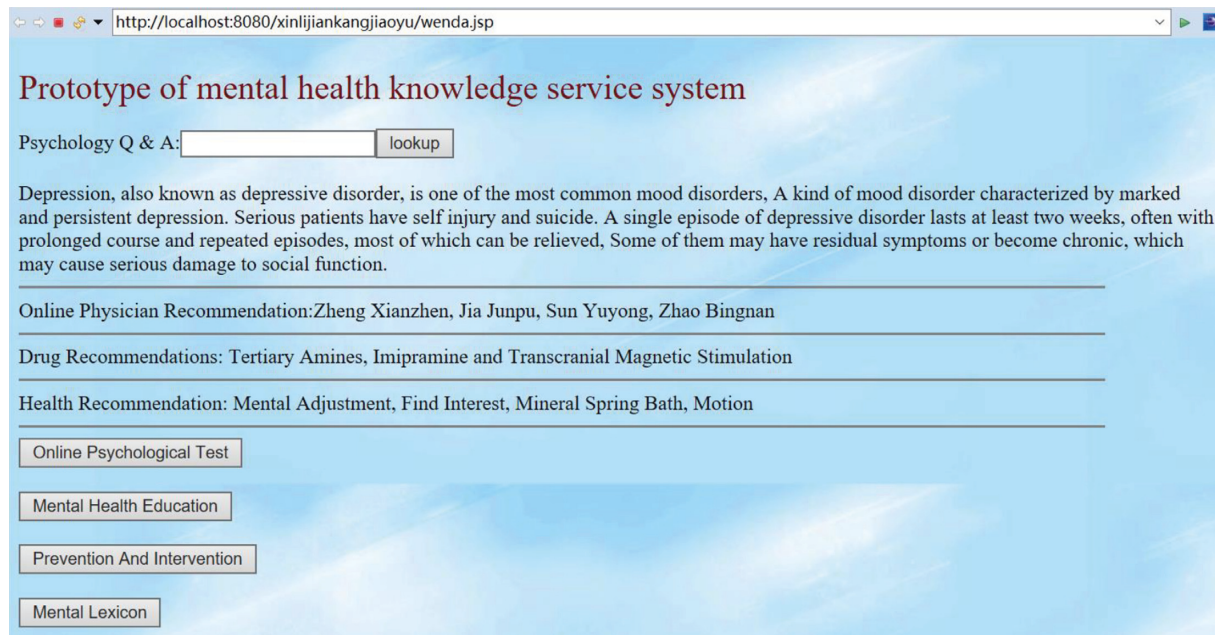 http://localhost:8080/xinlijiankangjiaoyu/wenda.jsp
Prototype of mental health knowledge service system
Psychology Q & A:
lookup
Depression, also known as depressive disorder, is one of the most common mood disorders, A kind of mood disorder characterized by marked
and persistent depression. Serious patients have self injury and suicide. A single episode of depressive disorder lasts at least two weeks, often with
prolonged course and repeated episodes, most of which can be relieved, Some of them may have residual symptoms or become chronic, which
may cause serious damage to social function.
Online Physician Recommendation:Zheng Xianzhen, Jia Junpu, Sun Yuyong, Zhao Bingnan
Drug Recommendations: Tertiary Amines, Imipramine and Transcranial Magnetic Stimulation
Health Recommendation: Mental Adjustment, Find Interest, Mineral Spring Bath, Motion
Online Psychological Test
Mental Health Education
Prevention And Intervention
Mental Lexicon